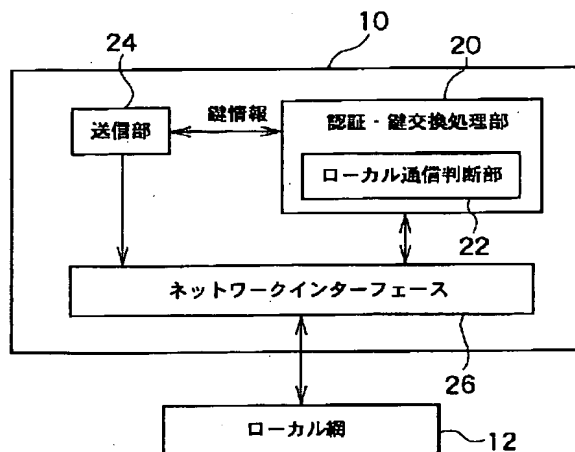 10
24
20
送信部
鍵情報
認証・鍵交換処理部
ローカル通信判断部
22
ネットワークインターフェース
26
ローカル網
12